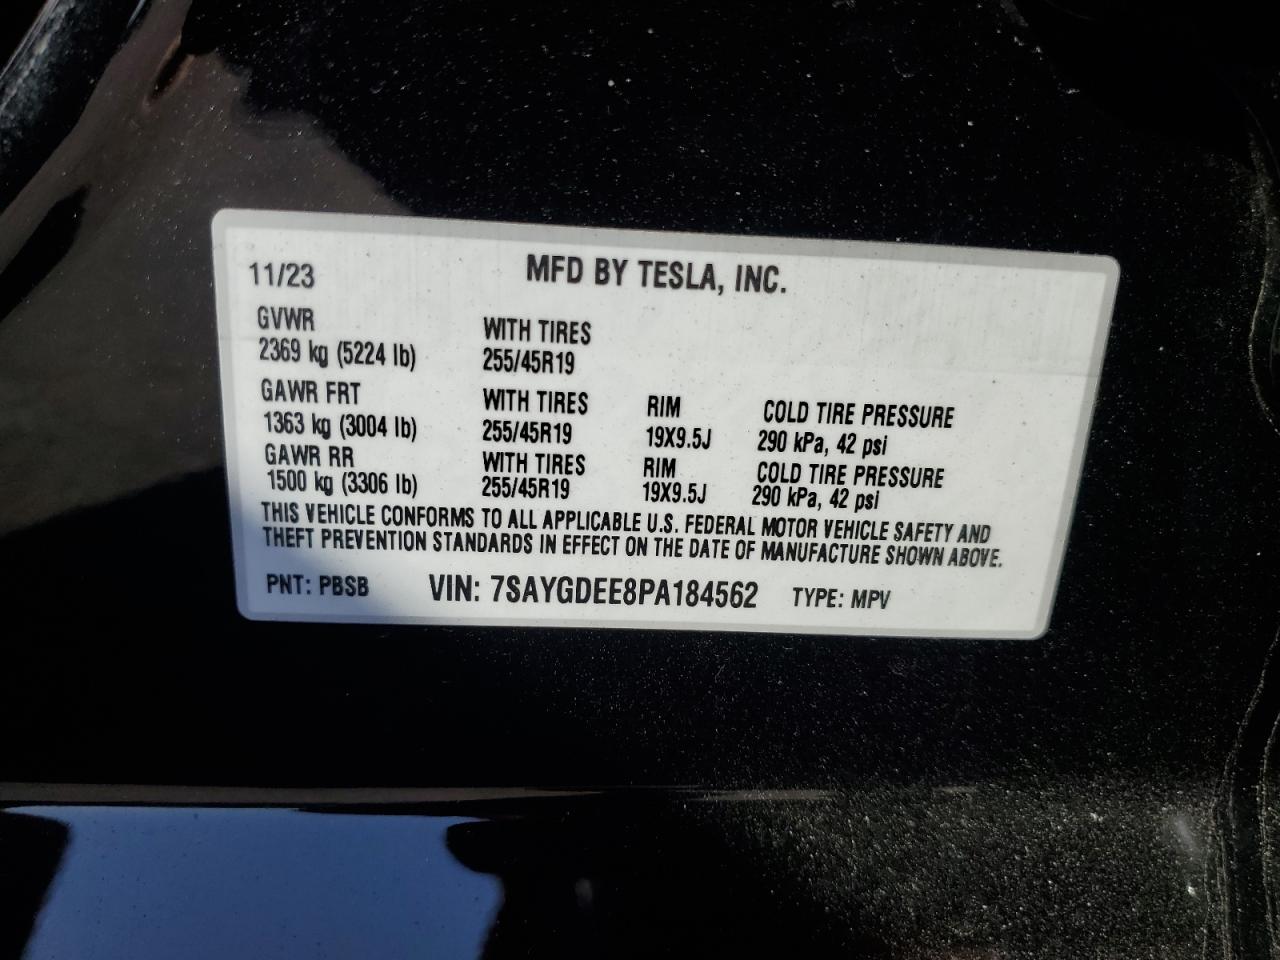 11/23 MFD BY TESLA, INC.
GVWR WITH TIRES
2369 kg (5224 lb) 255/45R19
GAWR FRT WITH TIRES RIM COLD TIRE PRESSURE
1363 kg (3004 lb) 255/45R19 19X9.5J 290 kPa, 42 psi
GAWR RR WITH TIRES RIM COLD TIRE PRESSURE
1500 kg (3306 lb) 255/45R19 19X9.5J 290 kPa, 42 psi
THIS VEHICLE CONFORMS TO ALL APPLICABLE U.S. FEDERAL MOTOR VEHICLE SAFETY AND
THEFT PREVENTION STANDARDS IN EFFECT ON THE DATE OF MANUFACTURE SHOWN ABOVE.
PNT: PBSB VIN: 7SAYGDEE8PA184562 TYPE: MPV